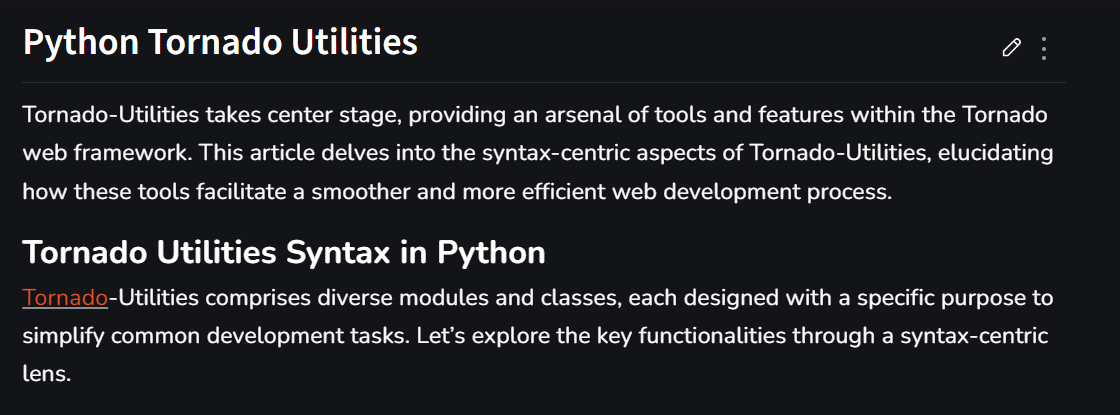 Python Tornado Utilities
Tornado-Utilities takes center stage, providing an arsenal of tools and features within the Tornado
web framework. This article delves into the syntax-centric aspects of Tornado-Utilities, elucidating
how these tools facilitate a smoother and more efficient web development process.
Tornado Utilities Syntax in Python
Tornado-Utilities comprises diverse modules and classes, each designed with a specific purpose to
simplify common development tasks. Let’s explore the key functionalities through a syntax-centric
lens.